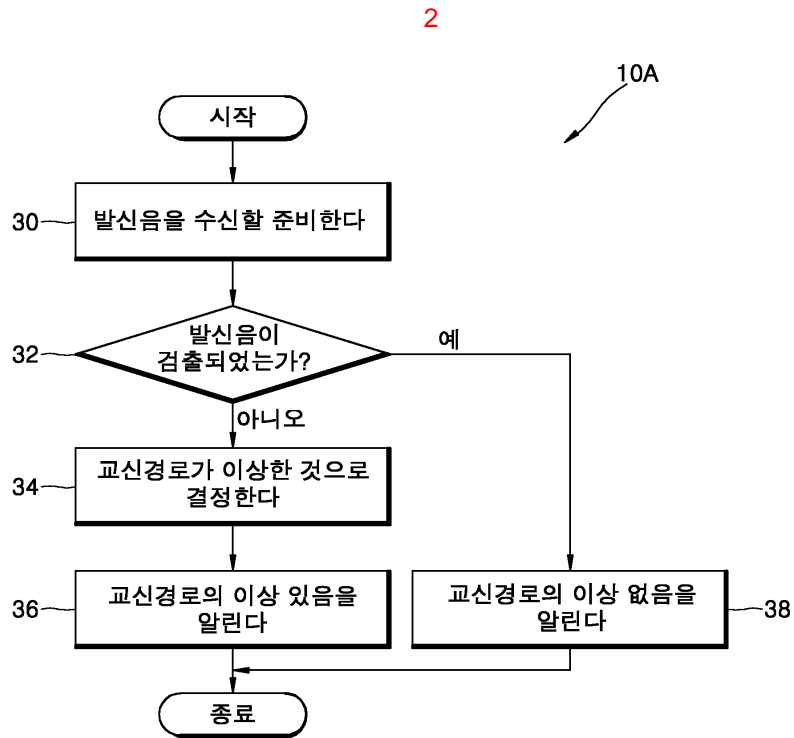 2
10A
시작
30
발신음을 수신할 준비한다
32
발신음이
검출되었는가?
예
아니오
34
교신경로가 이상한 것으로
결정한다
36
교신경로의 이상 있음을
알린다
교신경로의 이상 없음을
알린다
38
종료